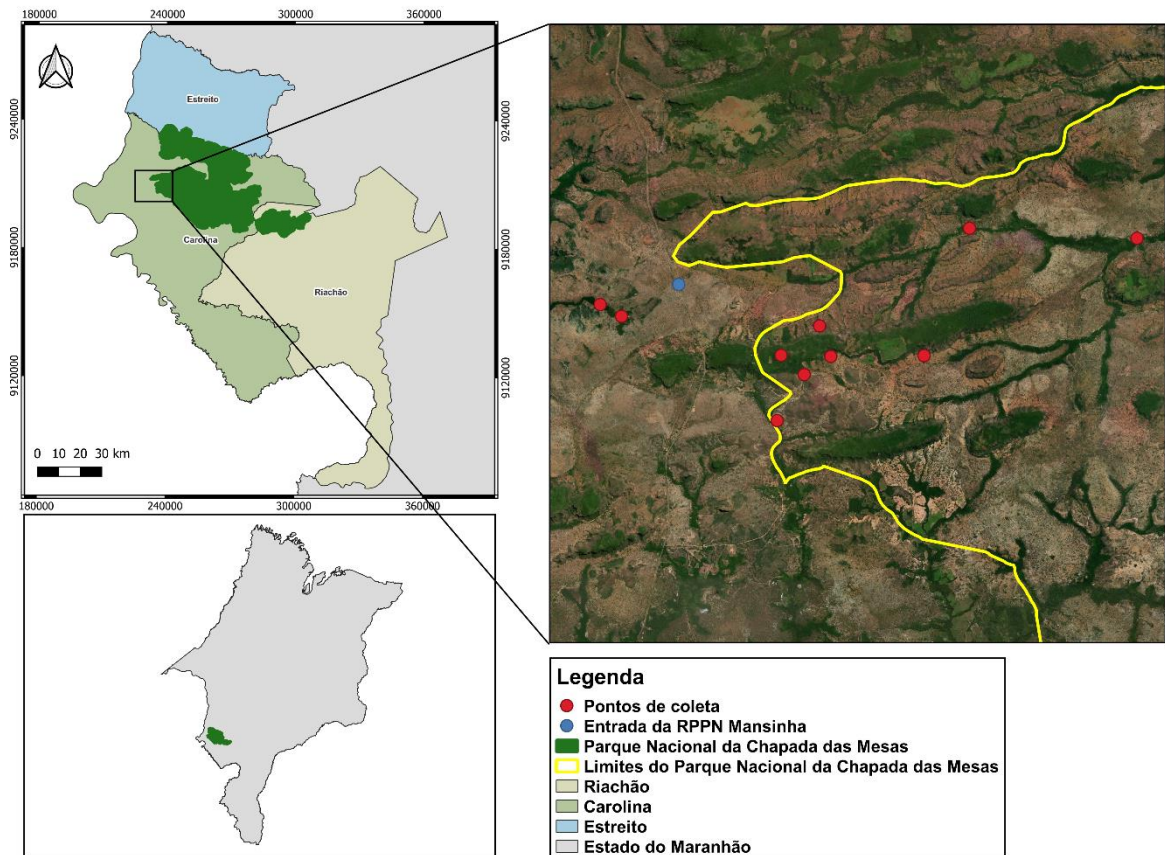 180000 240000 300000 360000
9240000 9240000
9180000 9180000
9120000 9120000
Estreito
Carolina
Riachão
0 10 20 30 km
180000 240000 300000 360000
Legenda
Pontos de coleta
Entrada da RPPN Mansinha
Parque Nacional da Chapada das Mesas
Limites do Parque Nacional da Chapada das Mesas
Riachão
Carolina
Estreito
Estado do Maranhão